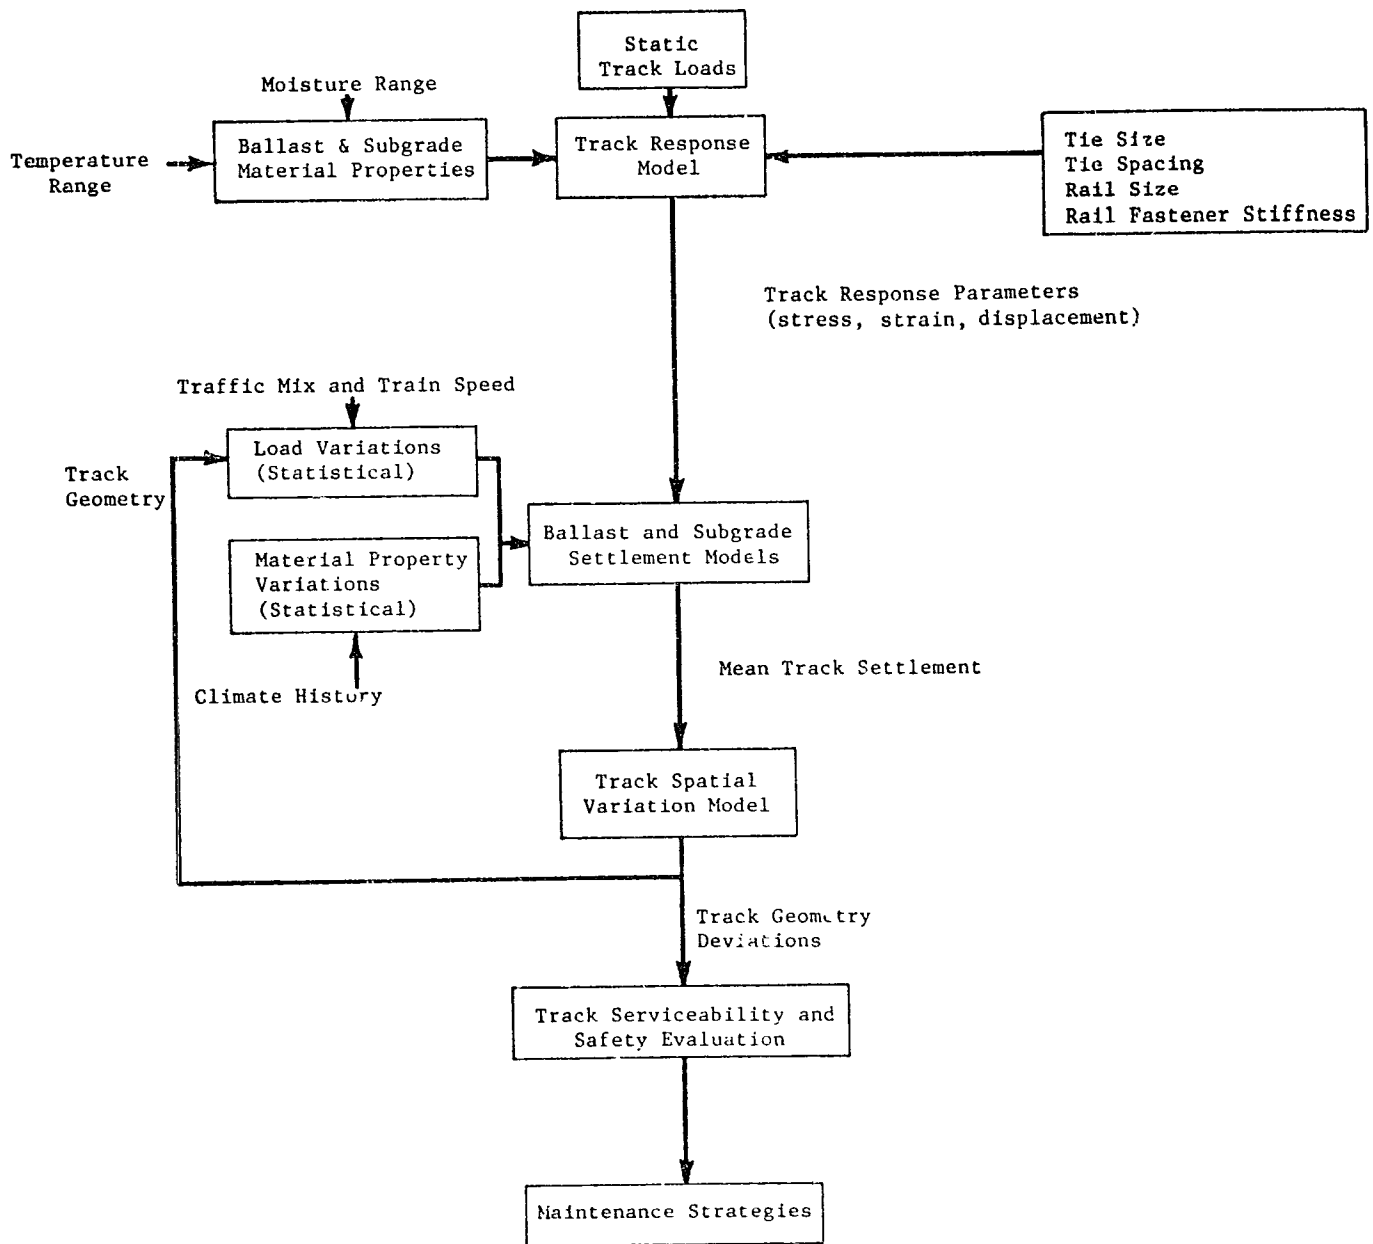 Static
Track Loads
Moisture Range
Temperature
Range
Ballast & Subgrade
Material Properties
Track Response
Model
Tie Size
Tie Spacing
Rail Size
Rail Fastener Stiffness
Track Response Parameters
(stress, strain, displacement)
Traffic Mix and Train Speed
Track
Geometry
Load Variations
(Statistical)
Material Property
Variations
(Statistical)
Ballast and Subgrade
Settlement Models
Climate History
Mean Track Settlement
Track Spatial
Variation Model
Track Geometry
Deviations
Track Serviceability and
Safety Evaluation
Maintenance Strategies